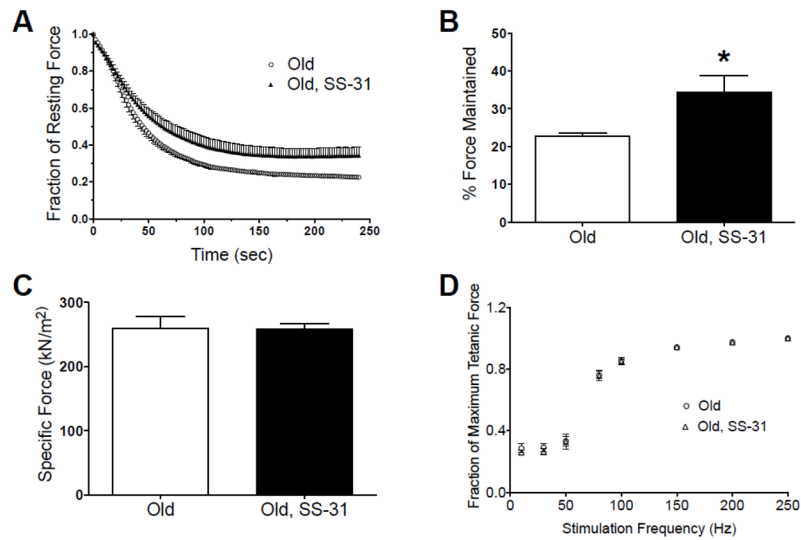 A
Fraction of Resting Force
1.0
0.8
0.6
0.4
0.2
0.0
0 50 100 150 200 250
Time (sec)
Old
Old, SS-31
B
% Force Maintained
50
40
30
20
10
0
*
Old Old, SS-31
C
Specific Force (kN/m²)
300
200
100
0
Old Old, SS-31
D
Fraction of Maximum Tetanic Force
1.2
0.8
0.4
0.0
0 50 100 150 200 250
Stimulation Frequency (Hz)
Old
Old, SS-31